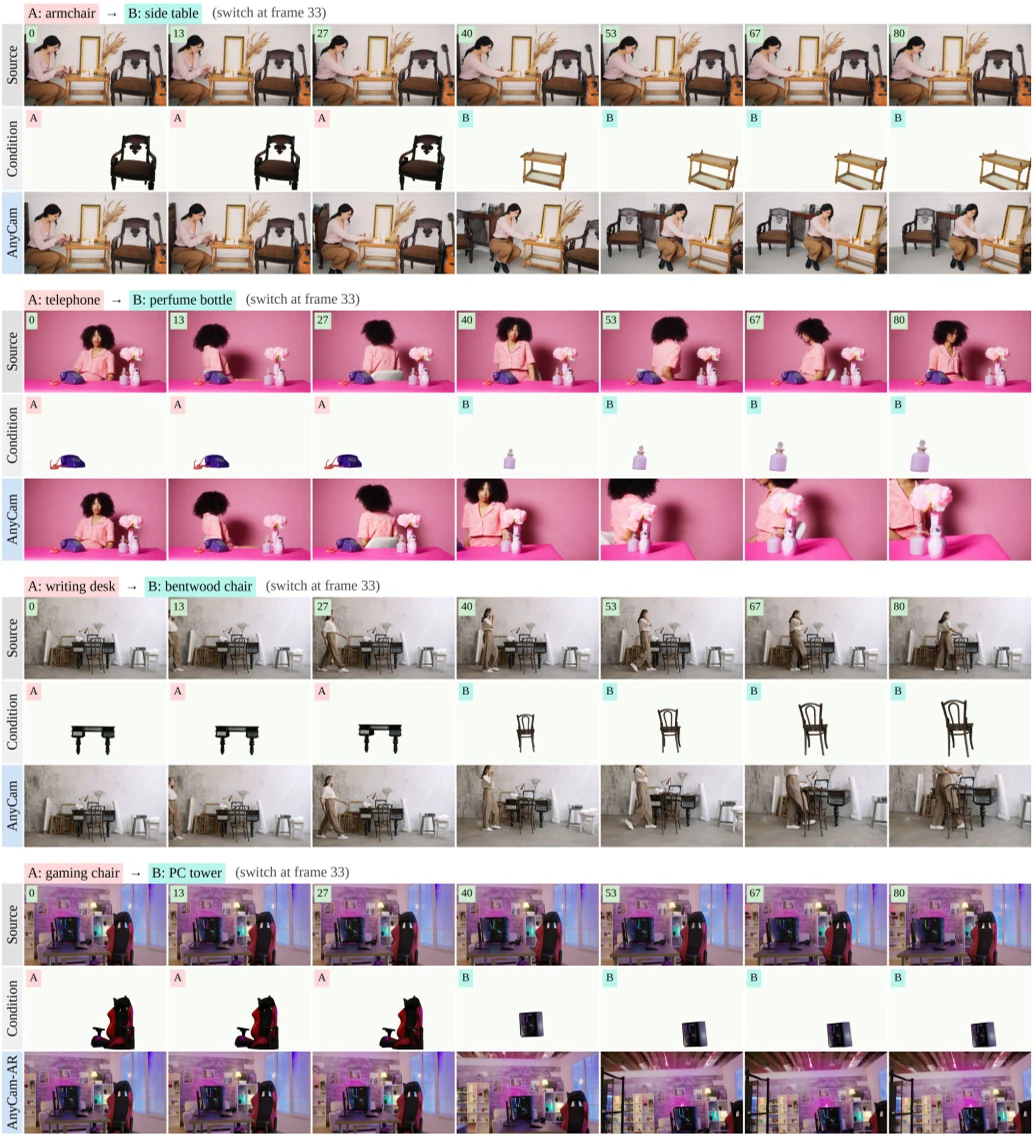 A: armchair → B: side table (switch at frame 33)
Source
0 13 27 40 53 67 80
Condition
A A A B B B B
AnyCam
A: telephone → B: perfume bottle (switch at frame 33)
Source
0 13 27 40 53 67 80
Condition
A A A B B B B
AnyCam
A: writing desk → B: bentwood chair (switch at frame 33)
Source
0 13 27 40 53 67 80
Condition
A A A B B B B
AnyCam
A: gaming chair → B: PC tower (switch at frame 33)
Source
0 13 27 40 53 67 80
Condition
A A A B B B B
AnyCam-AR